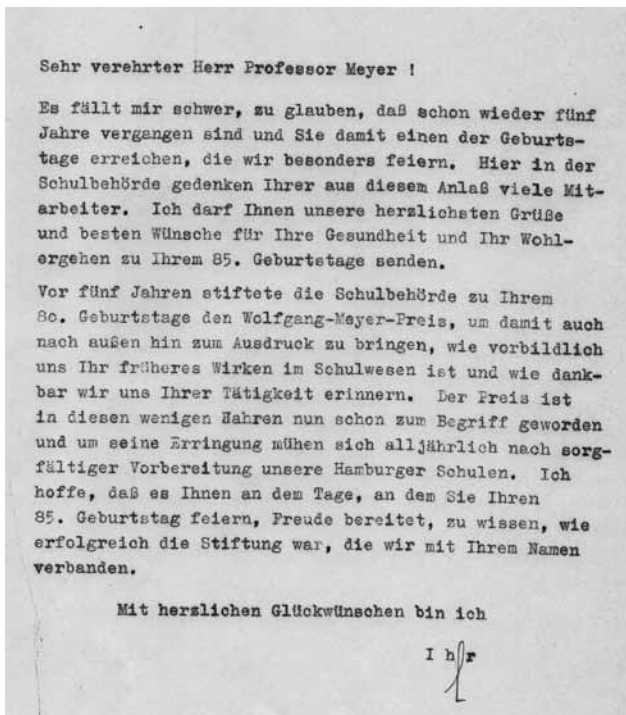 Sehr verehrter Herr Professor Meyer !
Es fällt mir schwer, zu glauben, daß schon wieder fünf
Jahre vergangen sind und Sie damit einen der Geburts-
tage erreichen, die wir besonders feiern. Hier in der
Schulbehörde gedenken Ihrer aus diesem Anlaß viele Mit-
arbeiter. Ich darf Ihnen unsere herzlichsten Grüße
und besten Wünsche für Ihre Gesundheit und Ihr Wohl-
ergehen zu Ihrem 85. Geburtstage senden.
Vor fünf Jahren stiftete die Schulbehörde zu Ihrem
80. Geburtstage den Wolfgang-Meyer-Preis, um damit auch
nach außen hin zum Ausdruck zu bringen, wie vorbildlich
uns Ihr früheres Wirken im Schulwesen ist und wie dank-
bar wir uns Ihrer Tätigkeit erinnern. Der Preis ist
in diesen wenigen Hahren nun schon zum Begriff geworden
und um seine Erringung mühen sich alljährlich nach sorg-
fältiger Vorbereitung unsere Hamburger Schulen. Ich
hoffe, daß es Ihnen an dem Tage, an dem Sie Ihren
85. Geburtstag feiern, Freude bereitet, zu wissen, wie
erfolgreich die Stiftung war, die wir mit Ihrem Namen
verbanden.
Mit herzlichen Glückwünschen bin ich
I h r